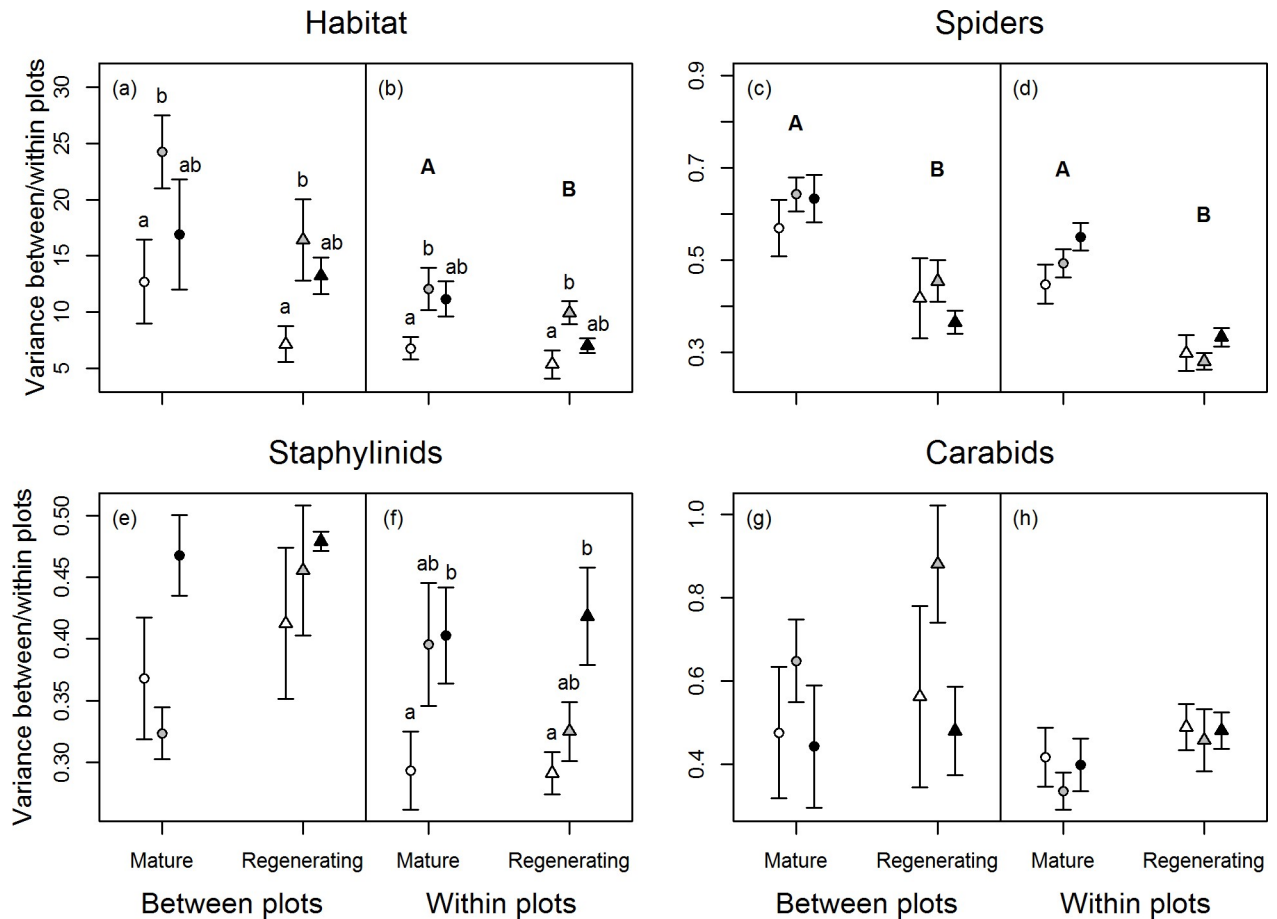 Habitat
Spiders
Variance between/within plots
5 10 15 20 25 30
(a)
a b ab
a b ab
(b)
A
a b ab
B
a b ab
0.3 0.5 0.7 0.9
(c)
A
B
(d)
A
B
Staphylinids
Carabids
Variance between/within plots
0.30 0.35 0.40 0.45 0.50
(e)
(f)
a ab b
a ab b
0.4 0.6 0.8 1.0
(g)
(h)
Mature Regenerating Mature Regenerating
Between plots Within plots
Mature Regenerating Mature Regenerating
Between plots Within plots